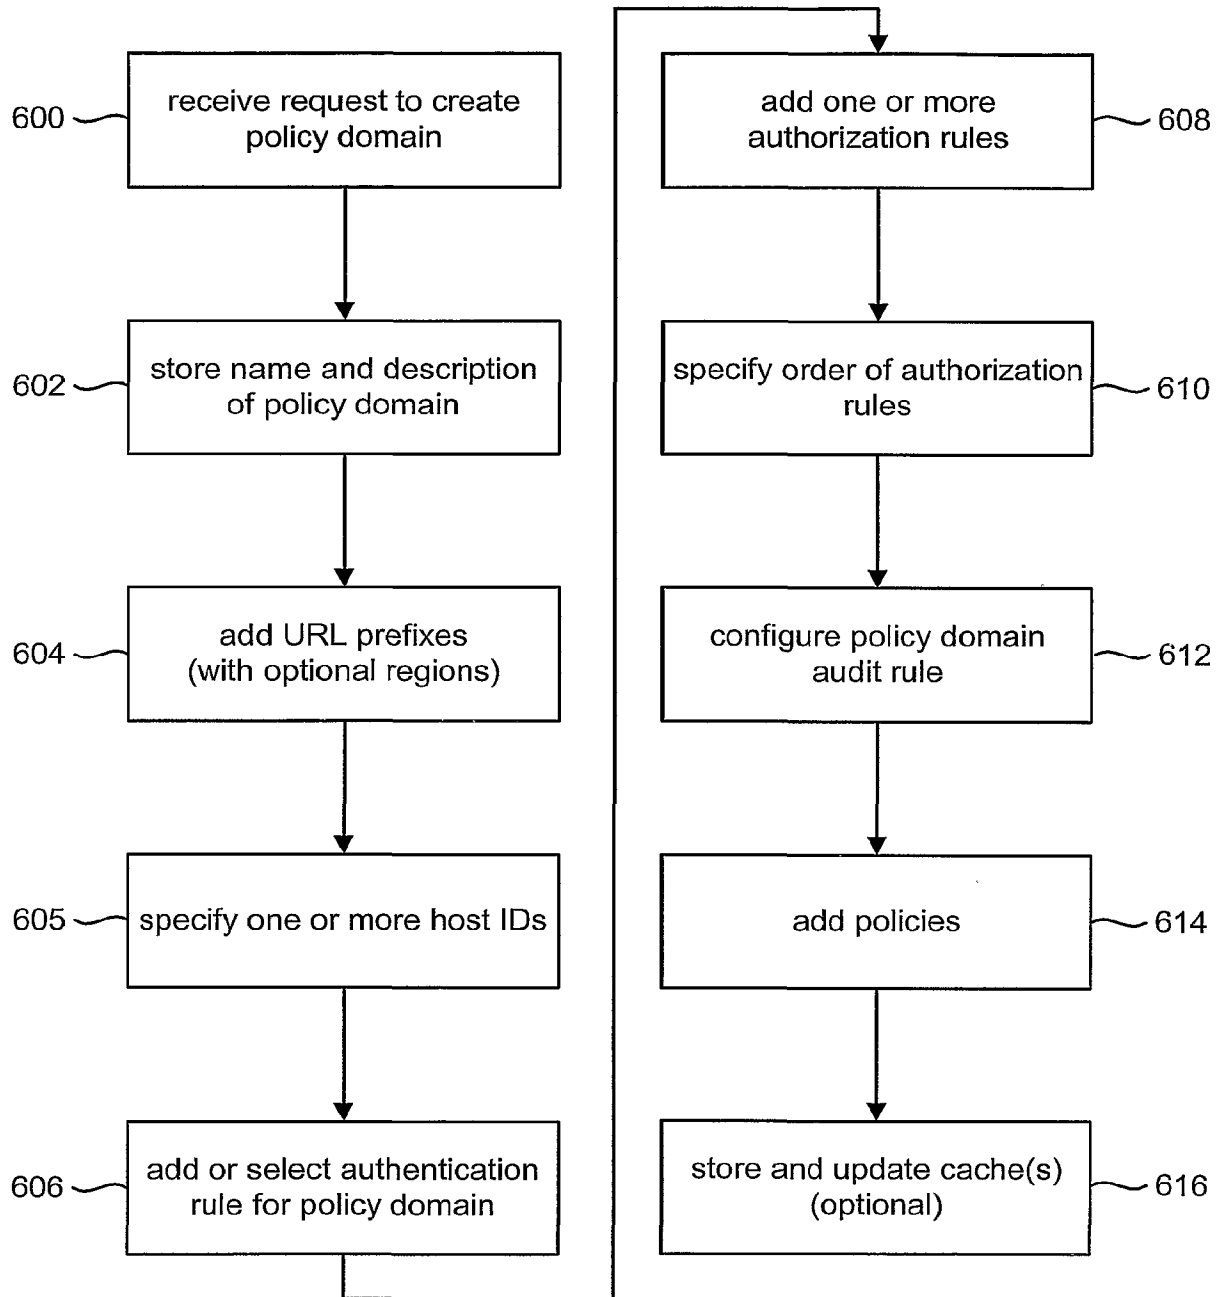 600
receive request to create
policy domain
602
store name and description
of policy domain
604
add URL prefixes
(with optional regions)
605
specify one or more host IDs
606
add or select authentication
rule for policy domain
add one or more
authorization rules
608
specify order of authorization
rules
610
configure policy domain
audit rule
612
add policies
614
store and update cache(s)
(optional)
616